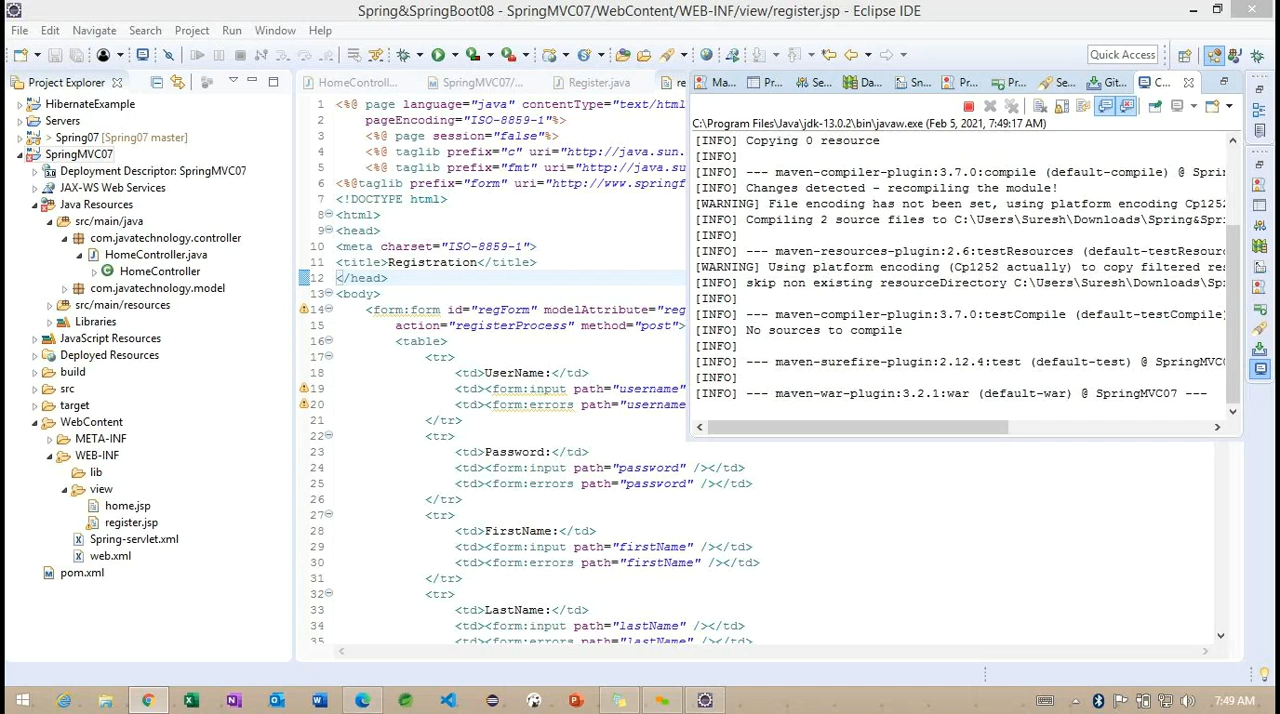 Spring&SpringBoot08 - SpringMVC07/WebContent/WEB-INF/view/register.jsp - Eclipse IDE
File Edit Navigate Search Project Run Window Help
Quick Access
Project Explorer
HibernateExample
Servers
> Spring07 [Spring07 master]
SpringMVC07
Deployment Descriptor: SpringMVC07
JAX-WS Web Services
Java Resources
src/main/java
com.javatechnology.controller
HomeController.java
HomeController
com.javatechnology.model
src/main/resources
Libraries
JavaScript Resources
Deployed Resources
build
src
target
WebContent
META-INF
WEB-INF
lib
view
home.jsp
register.jsp
Spring-servlet.xml
web.xml
pom.xml
HomeControll... SpringMVC07/... Register.java re
1 <%@ page language="java" contentType="text/html
2 pageEncoding="ISO-8859-1"%>
3 <%@ page session="false"%>
4 <%@ taglib prefix="c" uri="http://java.sun.
5 <%@ taglib prefix="fmt" uri="http://java.su
6 <%@taglib prefix="form" uri="http://www.springf
7 <!DOCTYPE html>
8 <html>
9 <head>
10 <meta charset="ISO-8859-1">
11 <title>Registration</title>
12 </head>
13 <body>
14 <form:form id="regForm" modelAttribute="reg
15 action="registerProcess" method="post">
16 <table>
17 <tr>
18 <td>UserName:</td>
19 <td><form:input path="username"
20 <td><form:errors path="username
21 </tr>
22 <tr>
23 <td>Password:</td>
24 <td><form:input path="password" /></td>
25 <td><form:errors path="password" /></td>
26 </tr>
27 <tr>
28 <td>FirstName:</td>
29 <td><form:input path="firstName" /></td>
30 <td><form:errors path="firstName" /></td>
31 </tr>
32 <tr>
33 <td>LastName:</td>
34 <td><form:input path="lastName" /></td>
35 <td><form:errors path="lastName" /></td>
Ma... Pr... Se... Da... Sn... Pr... Pr... Se... Git... C...
C:\Program Files\Java\jdk-13.0.2\bin\javaw.exe (Feb 5, 2021, 7:49:17 AM)
[INFO] Copying 0 resource
[INFO]
[INFO] --- maven-compiler-plugin:3.7.0:compile (default-compile) @ Spri
[INFO] Changes detected - recompiling the module!
[WARNING] File encoding has not been set, using platform encoding Cp1252
[INFO] Compiling 2 source files to C:\Users\Suresh\Downloads\Spring&Spr
[INFO]
[INFO] --- maven-resources-plugin:2.6:testResources (default-testResour
[WARNING] Using platform encoding (Cp1252 actually) to copy filtered res
[INFO] skip non existing resourceDirectory C:\Users\Suresh\Downloads\Sp
[INFO]
[INFO] --- maven-compiler-plugin:3.7.0:testCompile (default-testCompile)
[INFO] No sources to compile
[INFO]
[INFO] --- maven-surefire-plugin:2.12.4:test (default-test) @ SpringMVC0
[INFO]
[INFO] --- maven-war-plugin:3.2.1:war (default-war) @ SpringMVC07 ---
7:49 AM